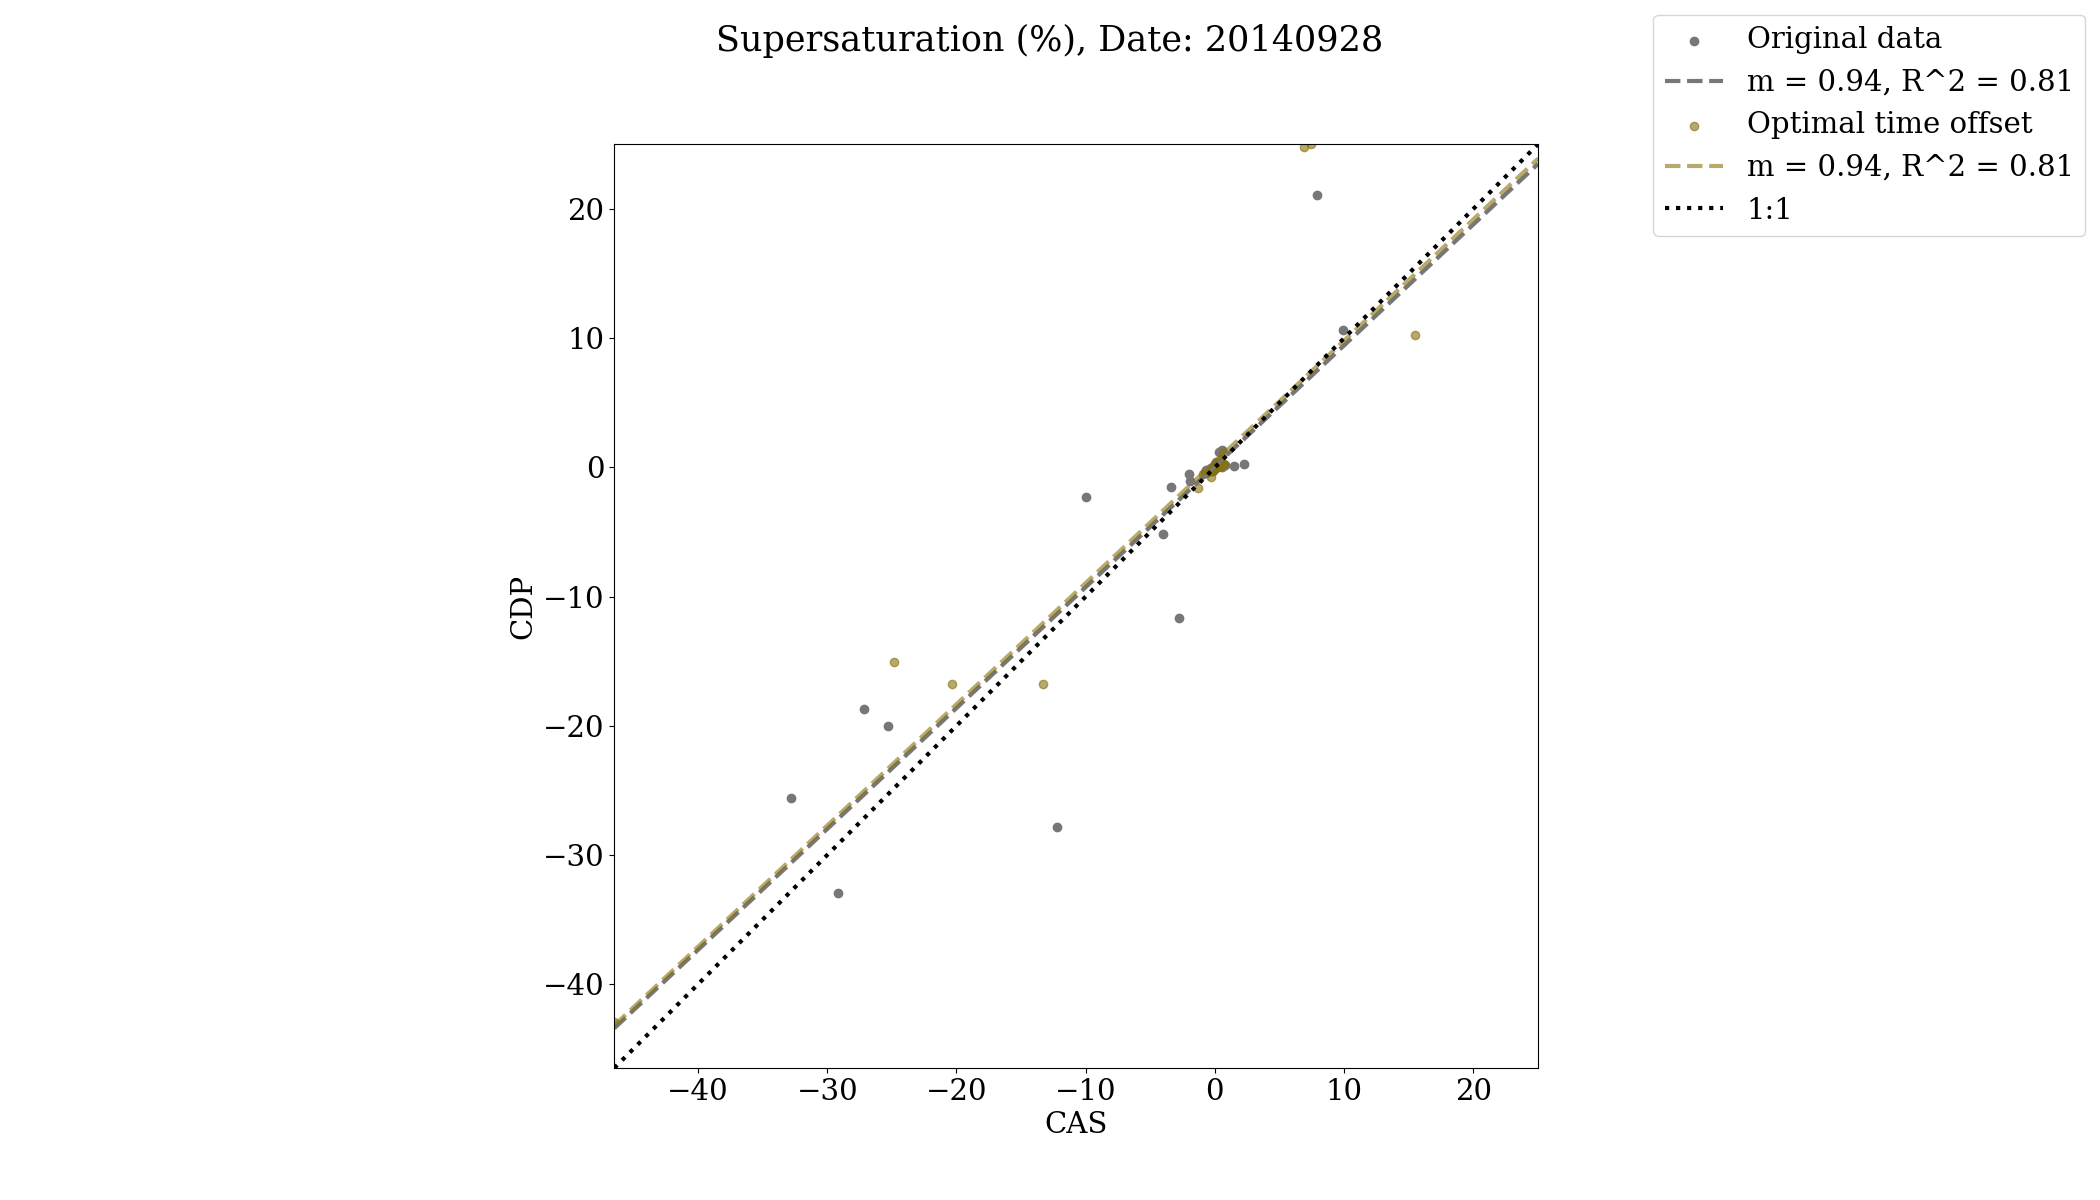 Supersaturation (%), Date: 20140928
Original data
m = 0.94, R^2 = 0.81
Optimal time offset
m = 0.94, R^2 = 0.81
1:1
20
10
0
−10
−20
−30
−40
CDP
−40 −30 −20 −10 0 10 20
CAS